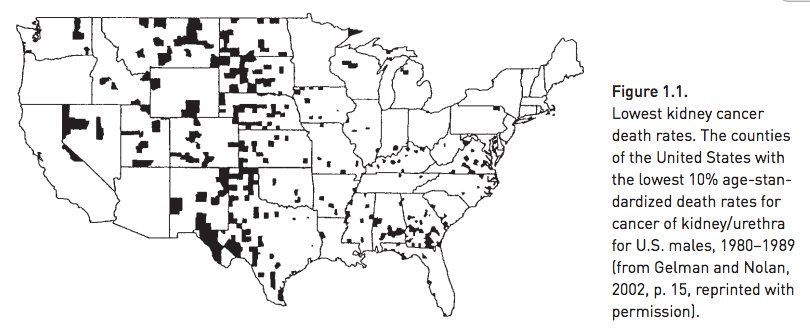 Figure 1.1.
Lowest kidney cancer
death rates. The counties
of the United States with
the lowest 10% age-stan-
dardized death rates for
cancer of kidney/urethra
for U.S. males, 1980–1989
(from Gelman and Nolan,
2002, p. 15, reprinted with
permission).